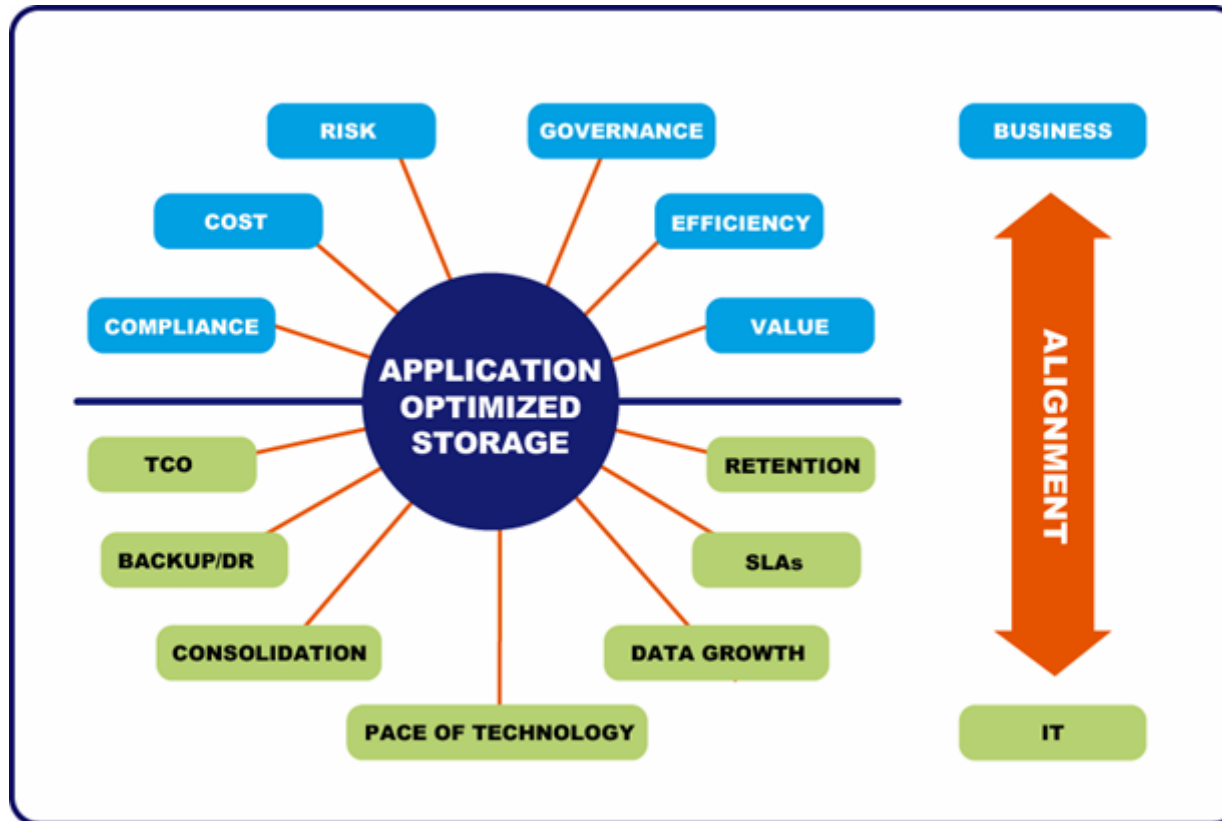 RISK
GOVERNANCE
BUSINESS
COST
EFFICIENCY
COMPLIANCE
VALUE
APPLICATION
OPTIMIZED
STORAGE
ALIGNMENT
TCO
RETENTION
BACKUP/DR
SLAs
CONSOLIDATION
DATA GROWTH
PACE OF TECHNOLOGY
IT